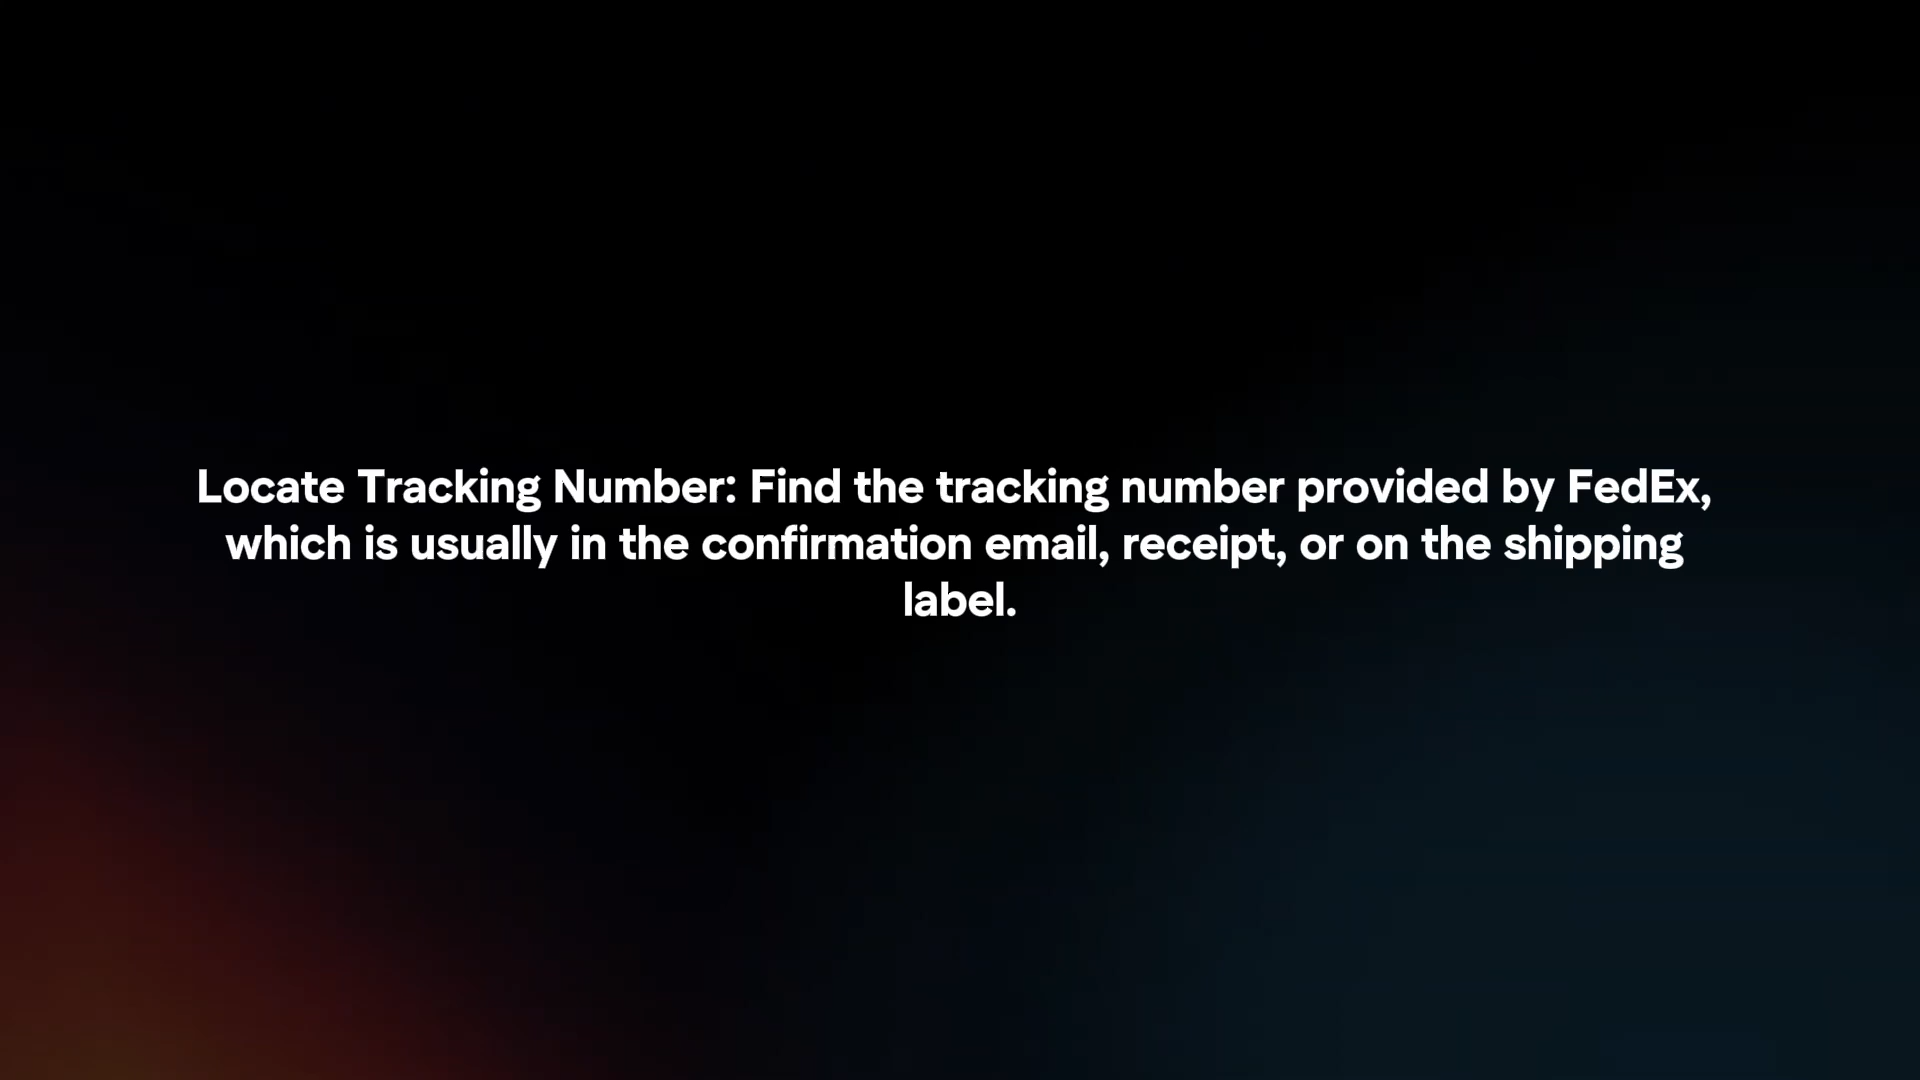 Locate Tracking Number: Find the tracking number provided by FedEx,
which is usually in the confirmation email, receipt, or on the shipping
label.